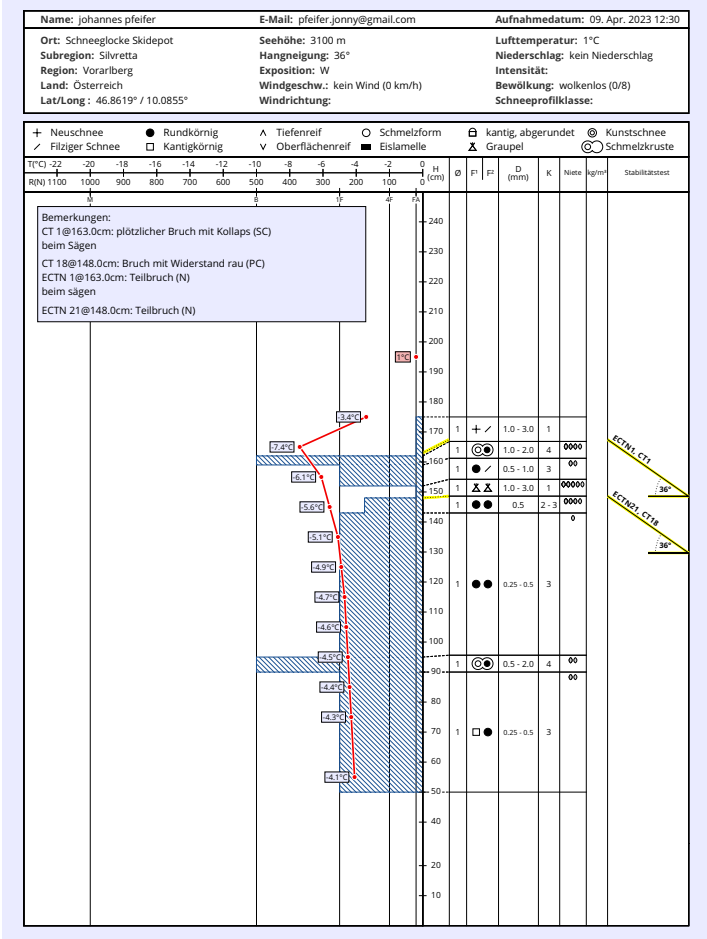 Name: johannes pfeifer E-Mail: pfeifer.jonny@gmail.com Aufnahmedatum: 09. Apr. 2023 12:30
Ort: Schneeglocke Skidepot Seehöhe: 3100 m Lufttemperatur: 1°C
Subregion: Silvretta Hangneigung: 36° Niederschlag: kein Niederschlag
Region: Vorarlberg Exposition: W Intensität:
Land: Österreich Windgeschw.: kein Wind (0 km/h) Bewölkung: wolkenlos (0/8)
Lat/Long : 46.8619° / 10.0855° Windrichtung: Schneeprofilklasse:
Neuschnee Rundkörnig Tiefenreif Schmelzform kantig, abgerundet Kunstschnee
Filziger Schnee Kantigkörnig Oberflächenreif Eislamelle Graupel Schmelzkruste
T(°C) -22 -20 -18 -16 -14 -12 -10 -8 -6 -4 -2 0
R(N) 1100 1000 900 800 700 600 500 400 300 200 100 0
H (cm) Ø F¹ F² D (mm) K Niete kg/m³ Stabilitätstest
M B 1F 4F FA
Bemerkungen:
CT 1@163.0cm: plötzlicher Bruch mit Kollaps (SC)
beim Sägen
CT 18@148.0cm: Bruch mit Widerstand rau (PC)
ECTN 1@163.0cm: Teilbruch (N)
beim sägen
ECTN 21@148.0cm: Teilbruch (N)
240
230
220
210
200
1°C
190
180
-3.4°C
170 1 1.0 - 3.0 1
-7.4°C
1 1.0 - 2.0 4
ECTN1, CT1
160
1 0.5 - 1.0 3
-6.1°C
150 1 1.0 - 3.0 1
36°
-5.6°C
1 0.5 2 - 3
ECTN21, CT18
140
-5.1°C
130
36°
-4.9°C
120 1 0.25 - 0.5 3
-4.7°C
110
-4.6°C
100
-4.5°C
90 1 0.5 - 2.0 4
-4.4°C
80
-4.3°C
70 1 0.25 - 0.5 3
60
-4.1°C
50
40
20
10